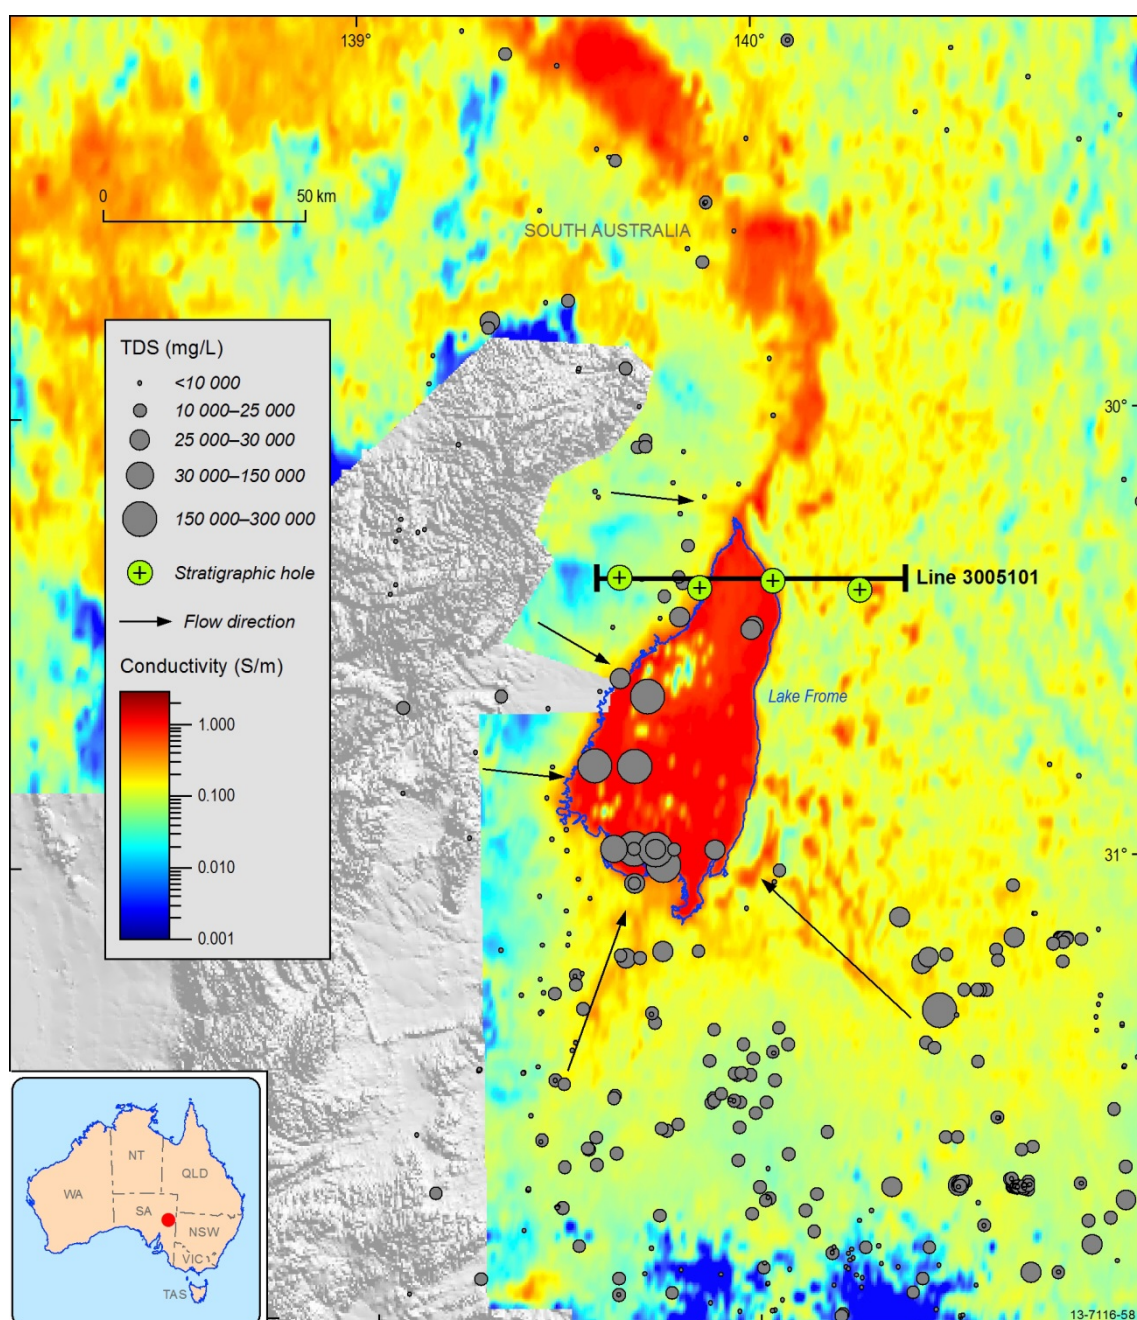 139°
140°
0
50 km
SOUTH AUSTRALIA
TDS (mg/L)
<10 000
10 000–25 000
25 000–30 000
30 000–150 000
150 000–300 000
Stratigraphic hole
Flow direction
Conductivity (S/m)
1.000
0.100
0.010
0.001
30°
Line 3005101
Lake Frome
31°
NT
QLD
WA
SA
NSW
VIC
TAS
13-7116-58